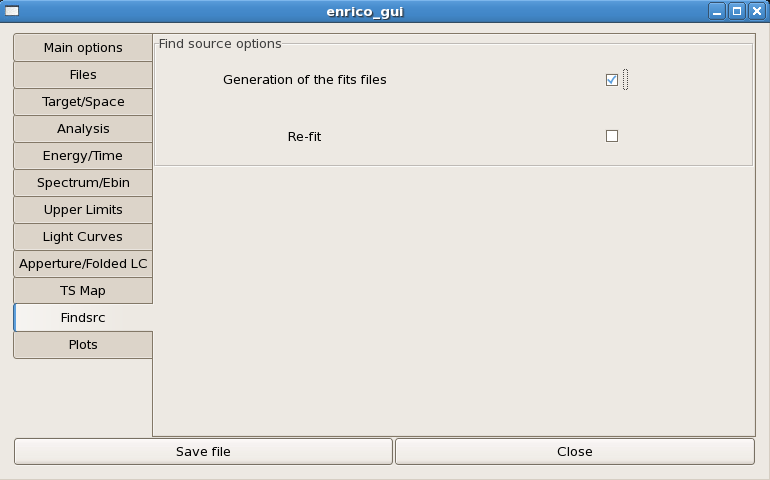 enrico_gui
Main options
Files
Target/Space
Analysis
Energy/Time
Spectrum/Ebin
Upper Limits
Light Curves
Apperture/Folded LC
TS Map
Findsrc
Plots
Find source options
Generation of the fits files
Re-fit
Save file
Close